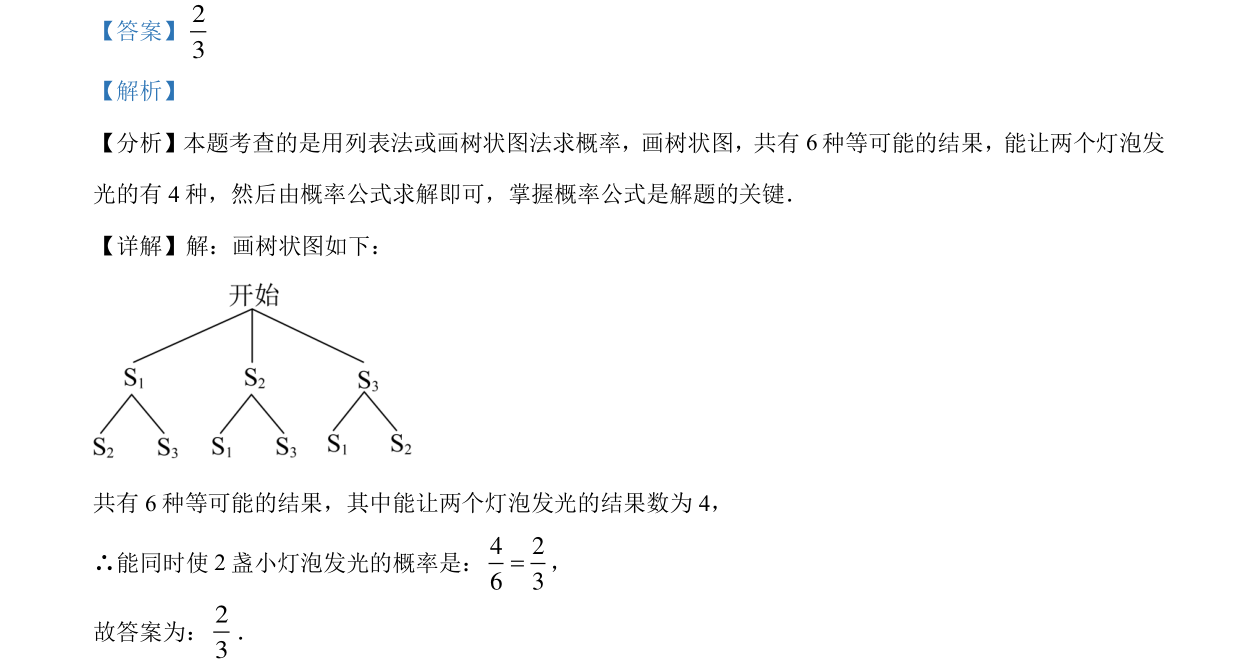 【答案】2/3
【解析】
【分析】本题考查的是用列表法或画树状图法求概率，画树状图，共有 6 种等可能的结果，能让两个灯泡发
光的有 4 种，然后由概率公式求解即可，掌握概率公式是解题的关键．
【详解】解：画树状图如下：
开始
S₁ S₂ S₃
S₂ S₃ S₁ S₃ S₁ S₂
共有 6 种等可能的结果，其中能让两个灯泡发光的结果数为 4，
∴能同时使 2 盏小灯泡发光的概率是：4/6 = 2/3，
故答案为：2/3．